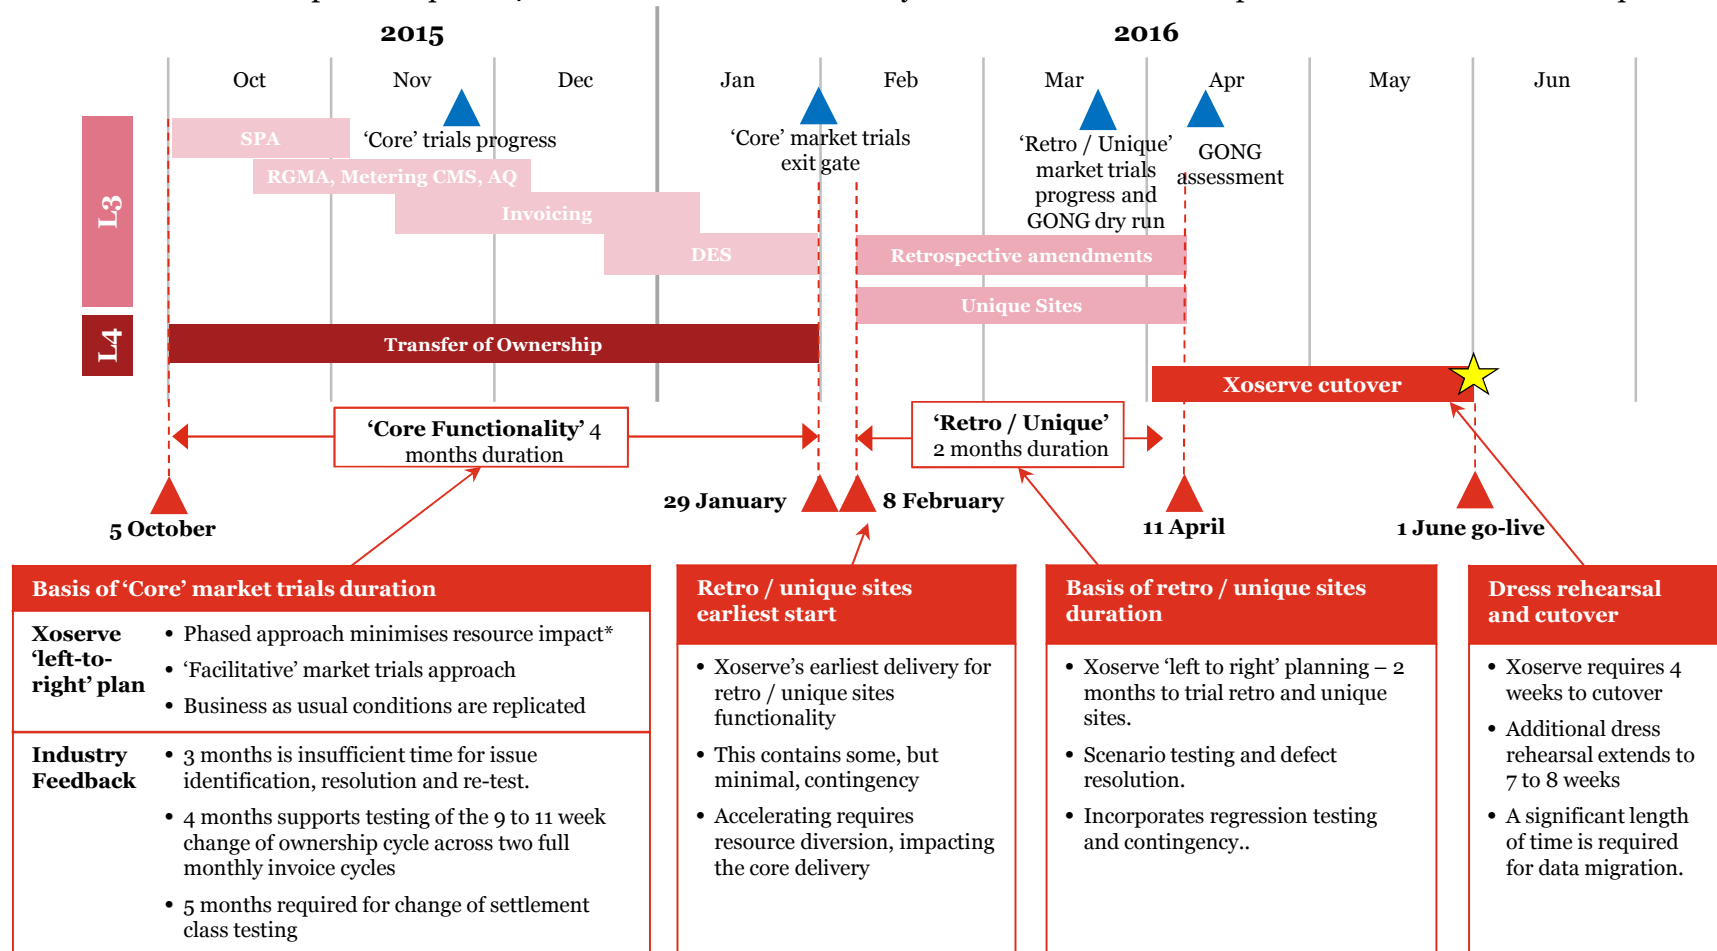 2015
2016
Oct
Nov
Dec
Jan
Feb
Mar
Apr
May
Jun
L3
SPA
RGMA, Metering CMS, AQ
Invoicing
DES
‘Core’ trials progress
‘Core’ market trials
exit gate
‘Retro / Unique’
market trials
progress and
GONG dry run
GONG
assessment
Retrospective amendments
Unique Sites
L4
Transfer of Ownership
Xoserve cutover
‘Core Functionality’ 4
months duration
‘Retro / Unique’
2 months duration
5 October
29 January
8 February
11 April
1 June go-live
Basis of ‘Core’ market trials duration
Xoserve
‘left-to-
right’ plan
• Phased approach minimises resource impact*
• ‘Facilitative’ market trials approach
• Business as usual conditions are replicated
Industry
Feedback
• 3 months is insufficient time for issue
identification, resolution and re-test.
• 4 months supports testing of the 9 to 11 week
change of ownership cycle across two full
monthly invoice cycles
• 5 months required for change of settlement
class testing
Retro / unique sites
earliest start
• Xoserve’s earliest delivery for
retro / unique sites
functionality
• This contains some, but
minimal, contingency
• Accelerating requires
resource diversion, impacting
the core delivery
Basis of retro / unique sites
duration
• Xoserve ‘left to right’ planning – 2
months to trial retro and unique
sites.
• Scenario testing and defect
resolution.
• Incorporates regression testing
and contingency..
Dress rehearsal
and cutover
• Xoserve requires 4
weeks to cutover
• Additional dress
rehearsal extends to
7 to 8 weeks
• A significant length
of time is required
for data migration.